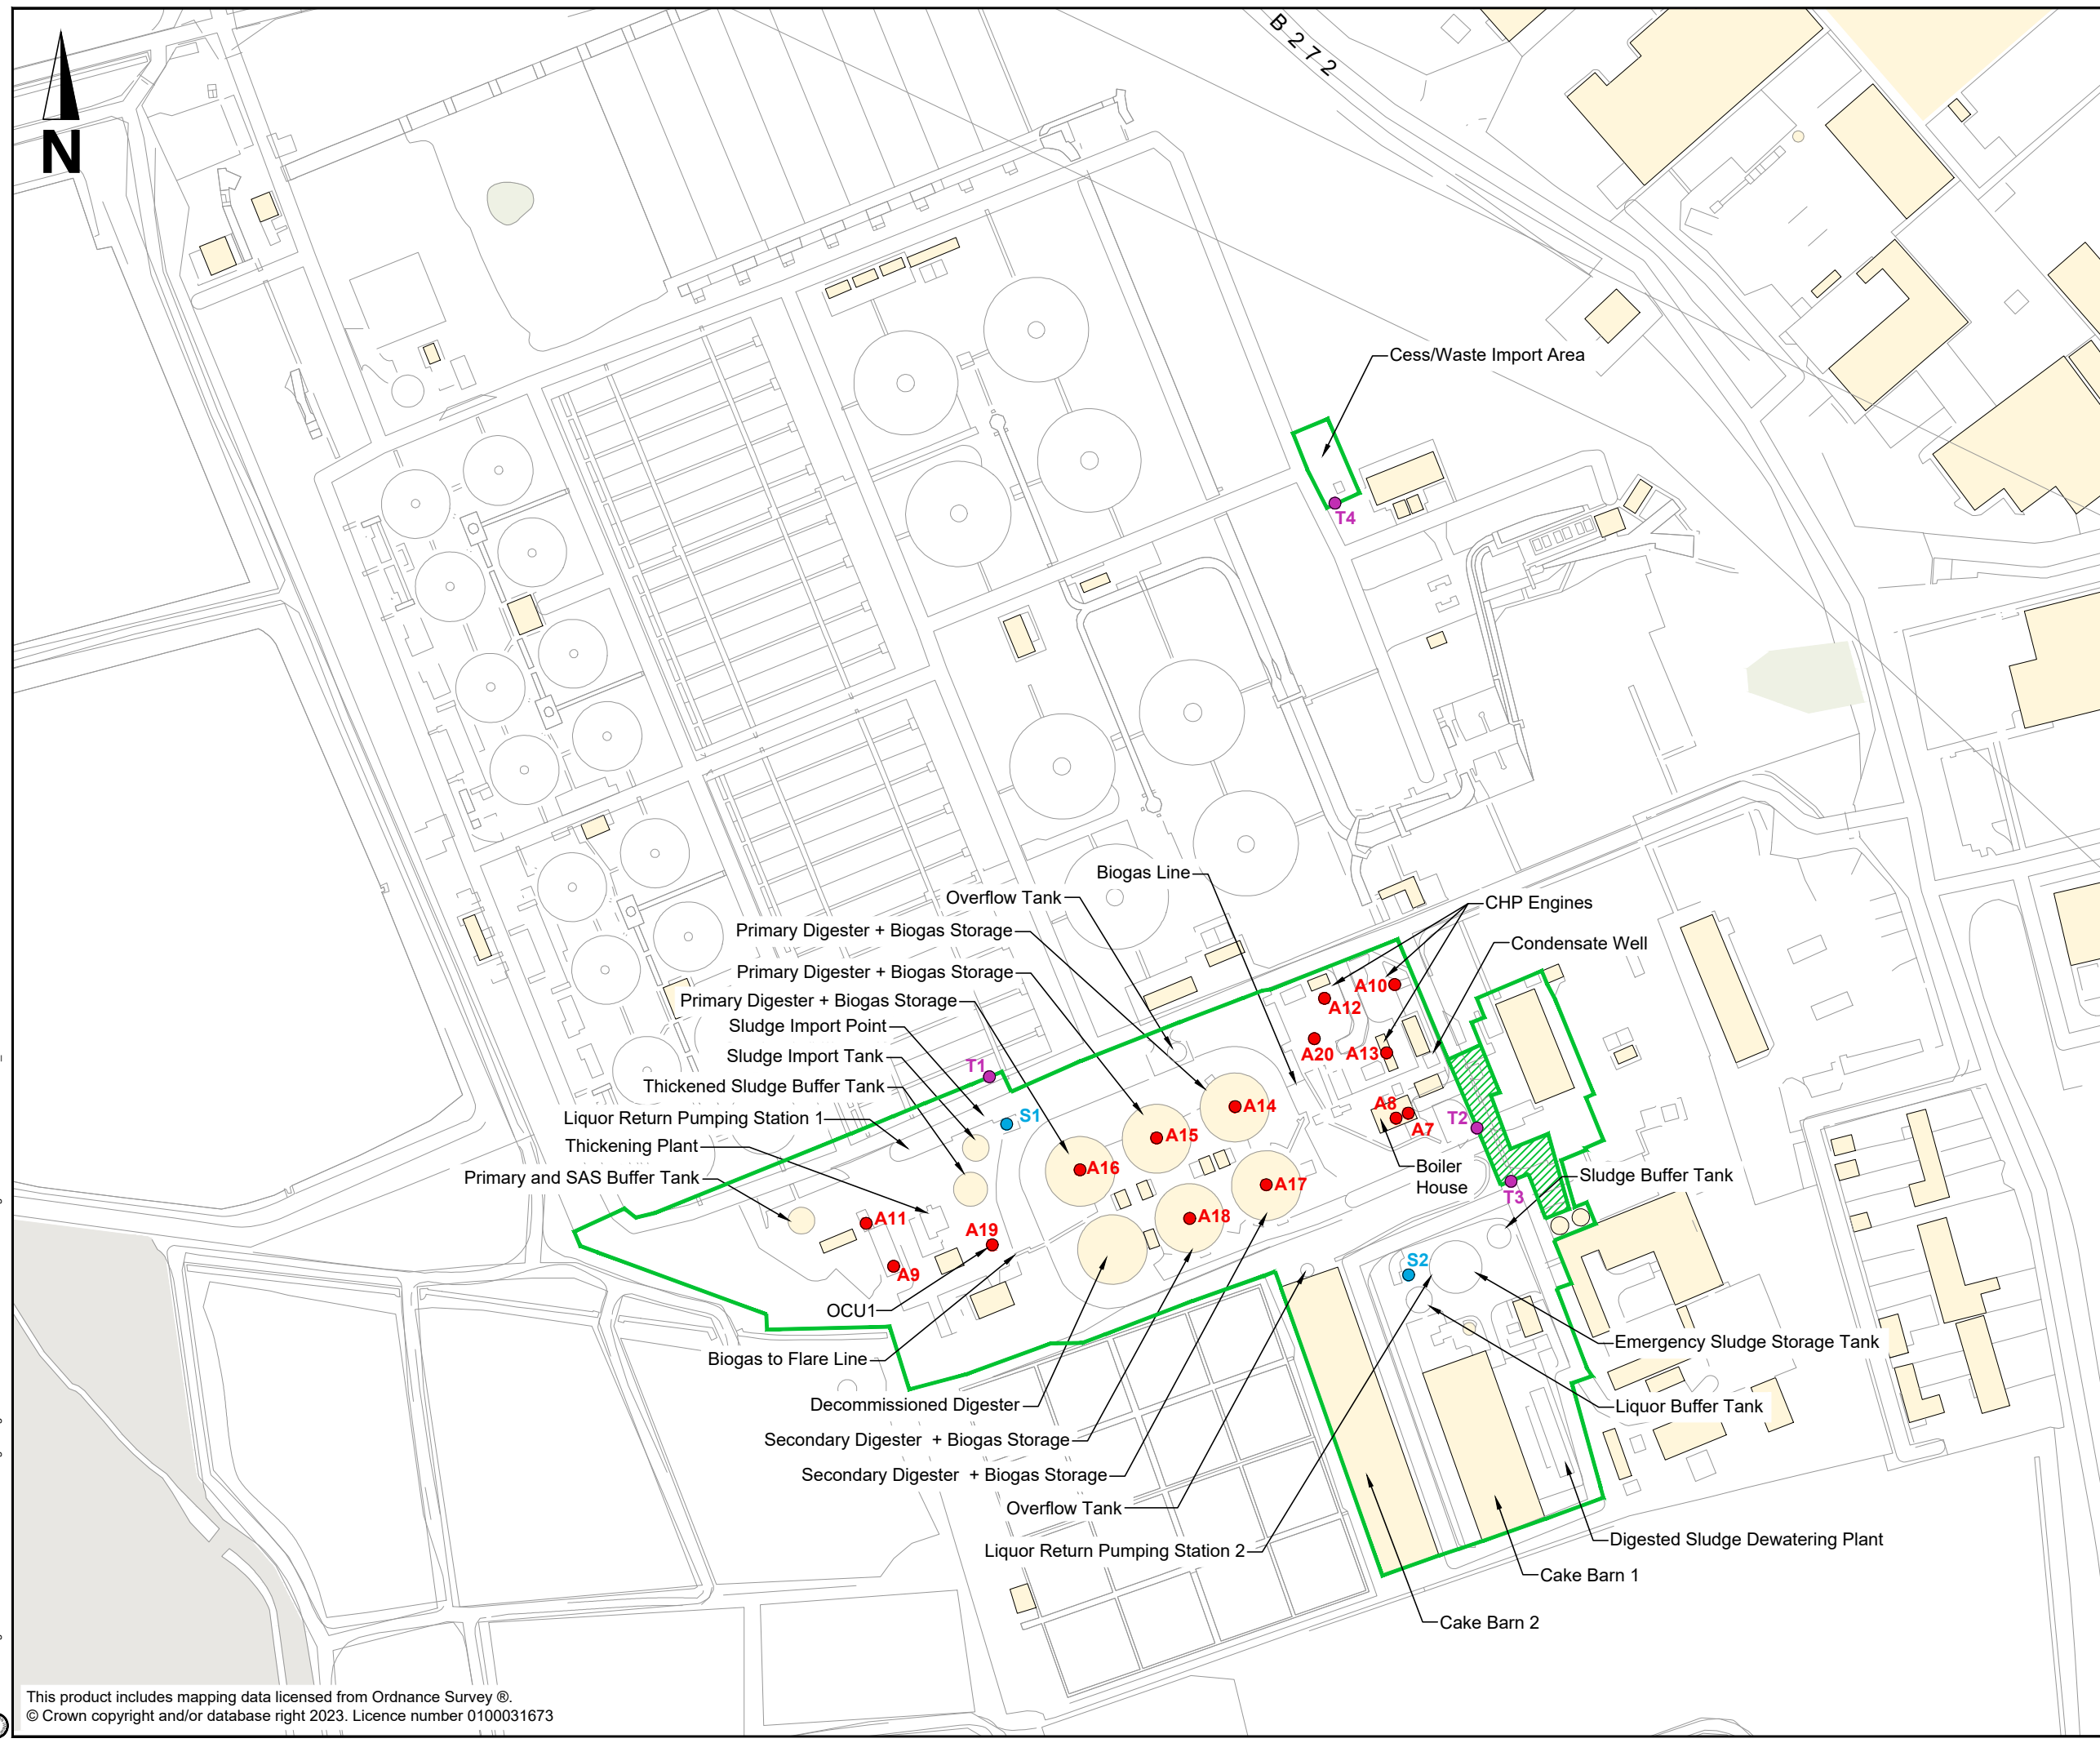 B 272
N
Cess/Waste Import Area
T4
Biogas Line
Overflow Tank
CHP Engines
Primary Digester + Biogas Storage
Condensate Well
Primary Digester + Biogas Storage
A10
Primary Digester + Biogas Storage
A12
Sludge Import Point
Sludge Import Tank
A20
A13
T1
Thickened Sludge Buffer Tank
A14
A8
Liquor Return Pumping Station 1
S1
T2
A7
Thickening Plant
A15
A16
Boiler
House
Primary and SAS Buffer Tank
Sludge Buffer Tank
A17
T3
A11
A18
A19
S2
A9
OCU1
Emergency Sludge Storage Tank
Biogas to Flare Line
Decommissioned Digester
Liquor Buffer Tank
Secondary Digester + Biogas Storage
Secondary Digester + Biogas Storage
Overflow Tank
Digested Sludge Dewatering Plant
Liquor Return Pumping Station 2
Cake Barn 1
Cake Barn 2
This product includes mapping data licensed from Ordnance Survey ®.
© Crown copyright and/or database right 2023. Licence number 0100031673